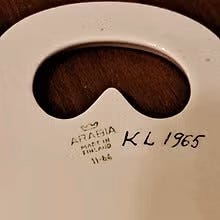 ARABIA
MADE IN
FINLAND
11-66
KL 1965